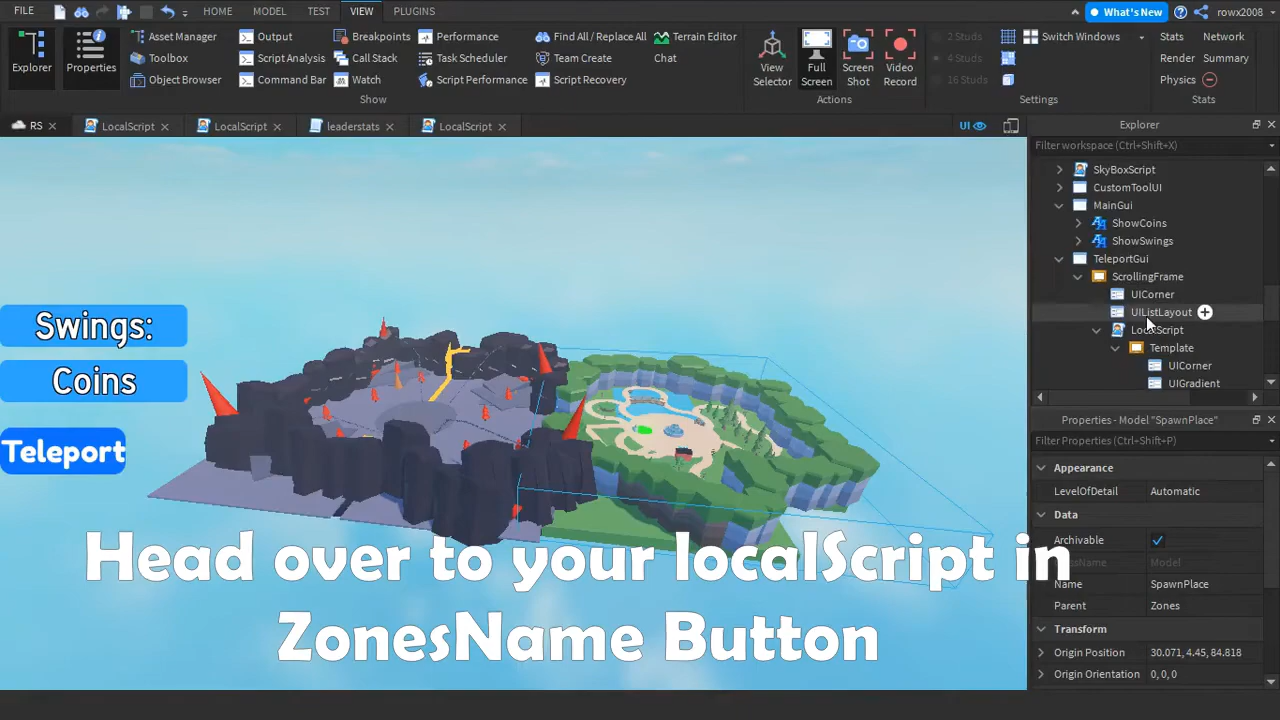 FILE
HOME
MODEL
TEST
VIEW
PLUGINS
What's New
rowx2008
Explorer
Properties
Asset Manager
Toolbox
Object Browser
Output
Script Analysis
Command Bar
Breakpoints
Call Stack
Watch
Show
Performance
Task Scheduler
Script Performance
Find All / Replace All
Team Create
Script Recovery
Terrain Editor
Chat
View
Selector
Full
Screen
Screen
Shot
Video
Record
Actions
2 Studs
4 Studs
16 Studs
Switch Windows
Settings
Stats
Network
Render
Summary
Physics
Stats
RS
LocalScript
LocalScript
leaderstats
LocalScript
UI
Explorer
Filter workspace (Ctrl+Shift+X)
SkyBoxScript
CustomToolUI
MainGui
ShowCoins
ShowSwings
TeleportGui
ScrollingFrame
UICorner
UIListLayout
LocalScript
Template
UICorner
UIGradient
Properties - Model "SpawnPlace"
Filter Properties (Ctrl+Shift+P)
Appearance
LevelOfDetail Automatic
Data
Archivable
ClassName Model
Name SpawnPlace
Parent Zones
Transform
Origin Position 30.071, 4.45, 84.818
Origin Orientation 0, 0, 0
Swings:
Coins
Teleport
Head over to your localScript in
ZonesName Button